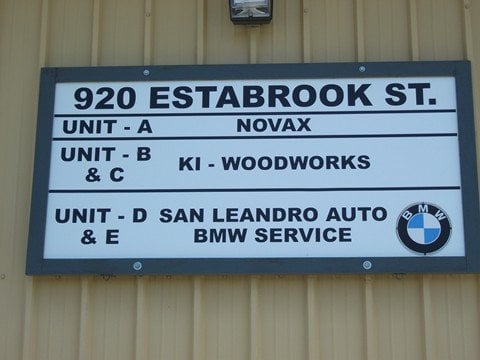 920 ESTABROOK ST.
UNIT - A NOVAX
UNIT - B & C KI - WOODWORKS
UNIT - D SAN LEANDRO AUTO
& E BMW SERVICE
BMW